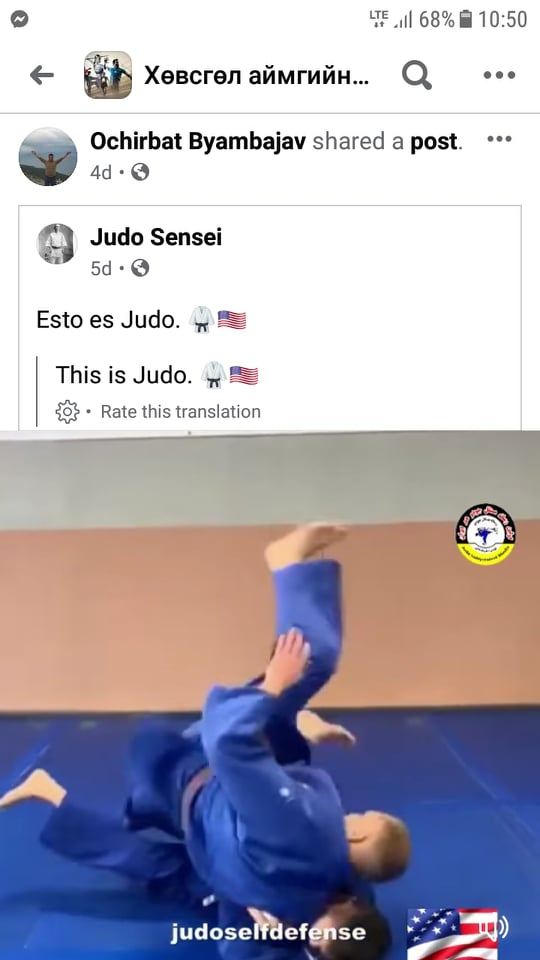 LTE 68% 10:50
Хөвсгөл аймгийн...
Ochirbat Byambajav shared a post.
4d
Judo Sensei
5d
Esto es Judo.
This is Judo.
Rate this translation
judoselfdefense